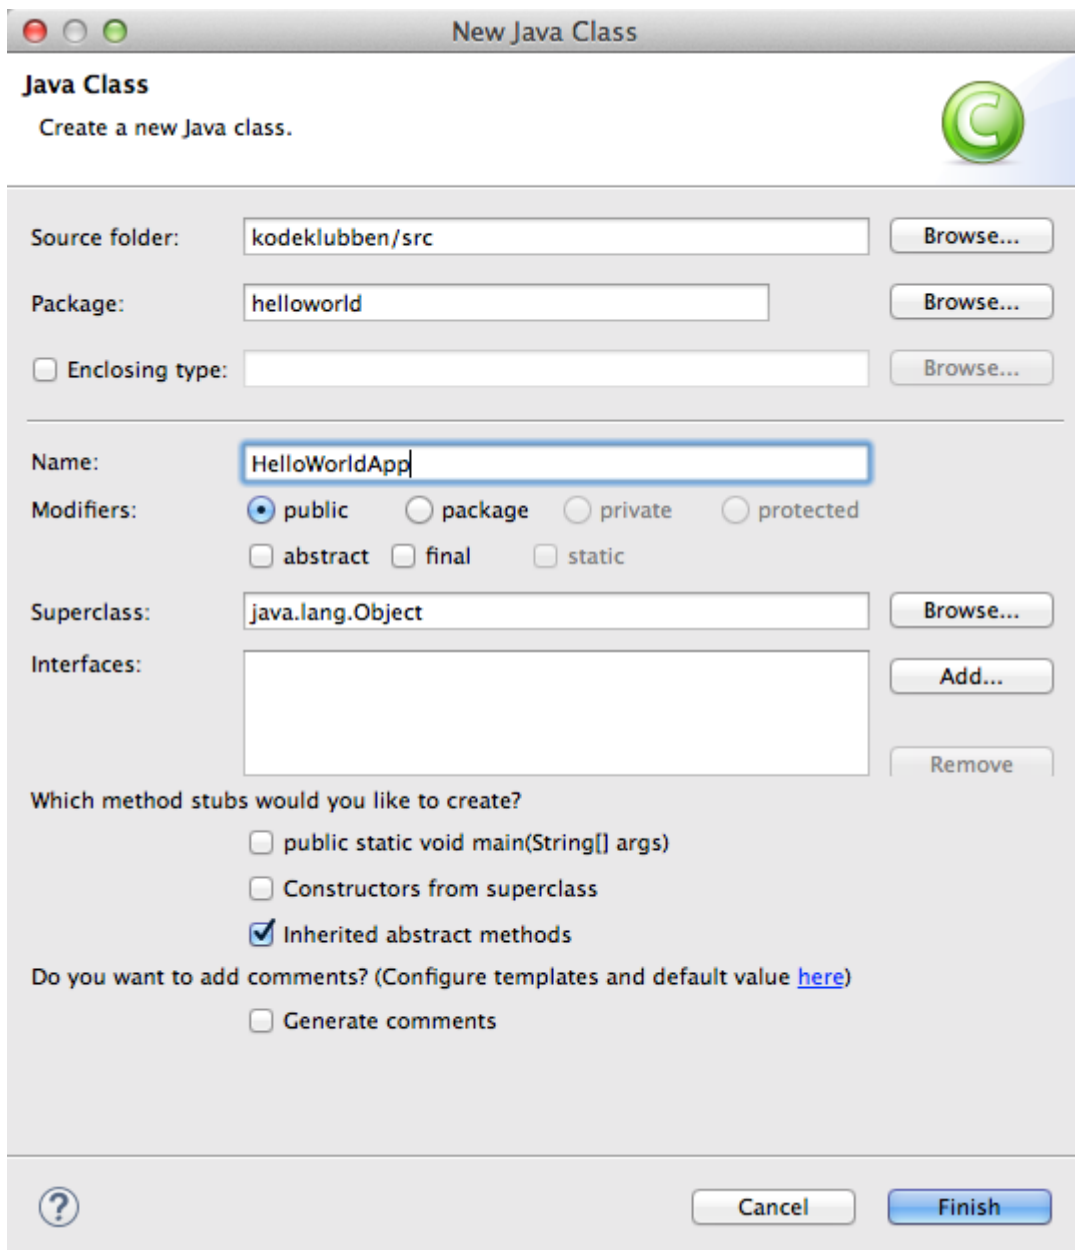 New Java Class
Java Class
Create a new Java class.
C
Source folder: kodeklubben/src Browse...
Package: helloworld Browse...
Enclosing type: Browse...
Name: HelloWorldApp
Modifiers: public package private protected
abstract final static
Superclass: java.lang.Object Browse...
Interfaces: Add...
Remove
Which method stubs would you like to create?
public static void main(String[] args)
Constructors from superclass
Inherited abstract methods
Do you want to add comments? (Configure templates and default value here)
Generate comments
? Cancel Finish